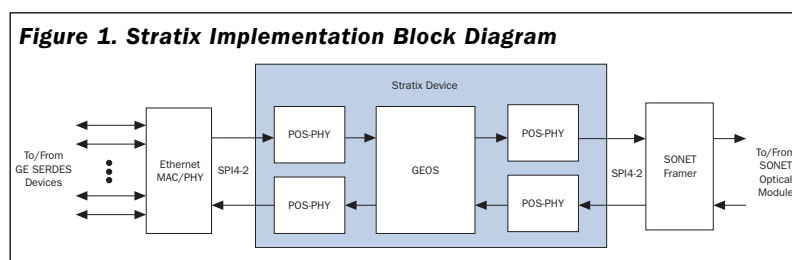 Figure 1. Stratix Implementation Block Diagram
Stratix Device
To/From
GE SERDES
Devices
Ethernet
MAC/PHY
SPI4-2
POS-PHY
POS-PHY
GEOS
POS-PHY
POS-PHY
SPI4-2
SONET
Framer
To/From
SONET
Optical
Module